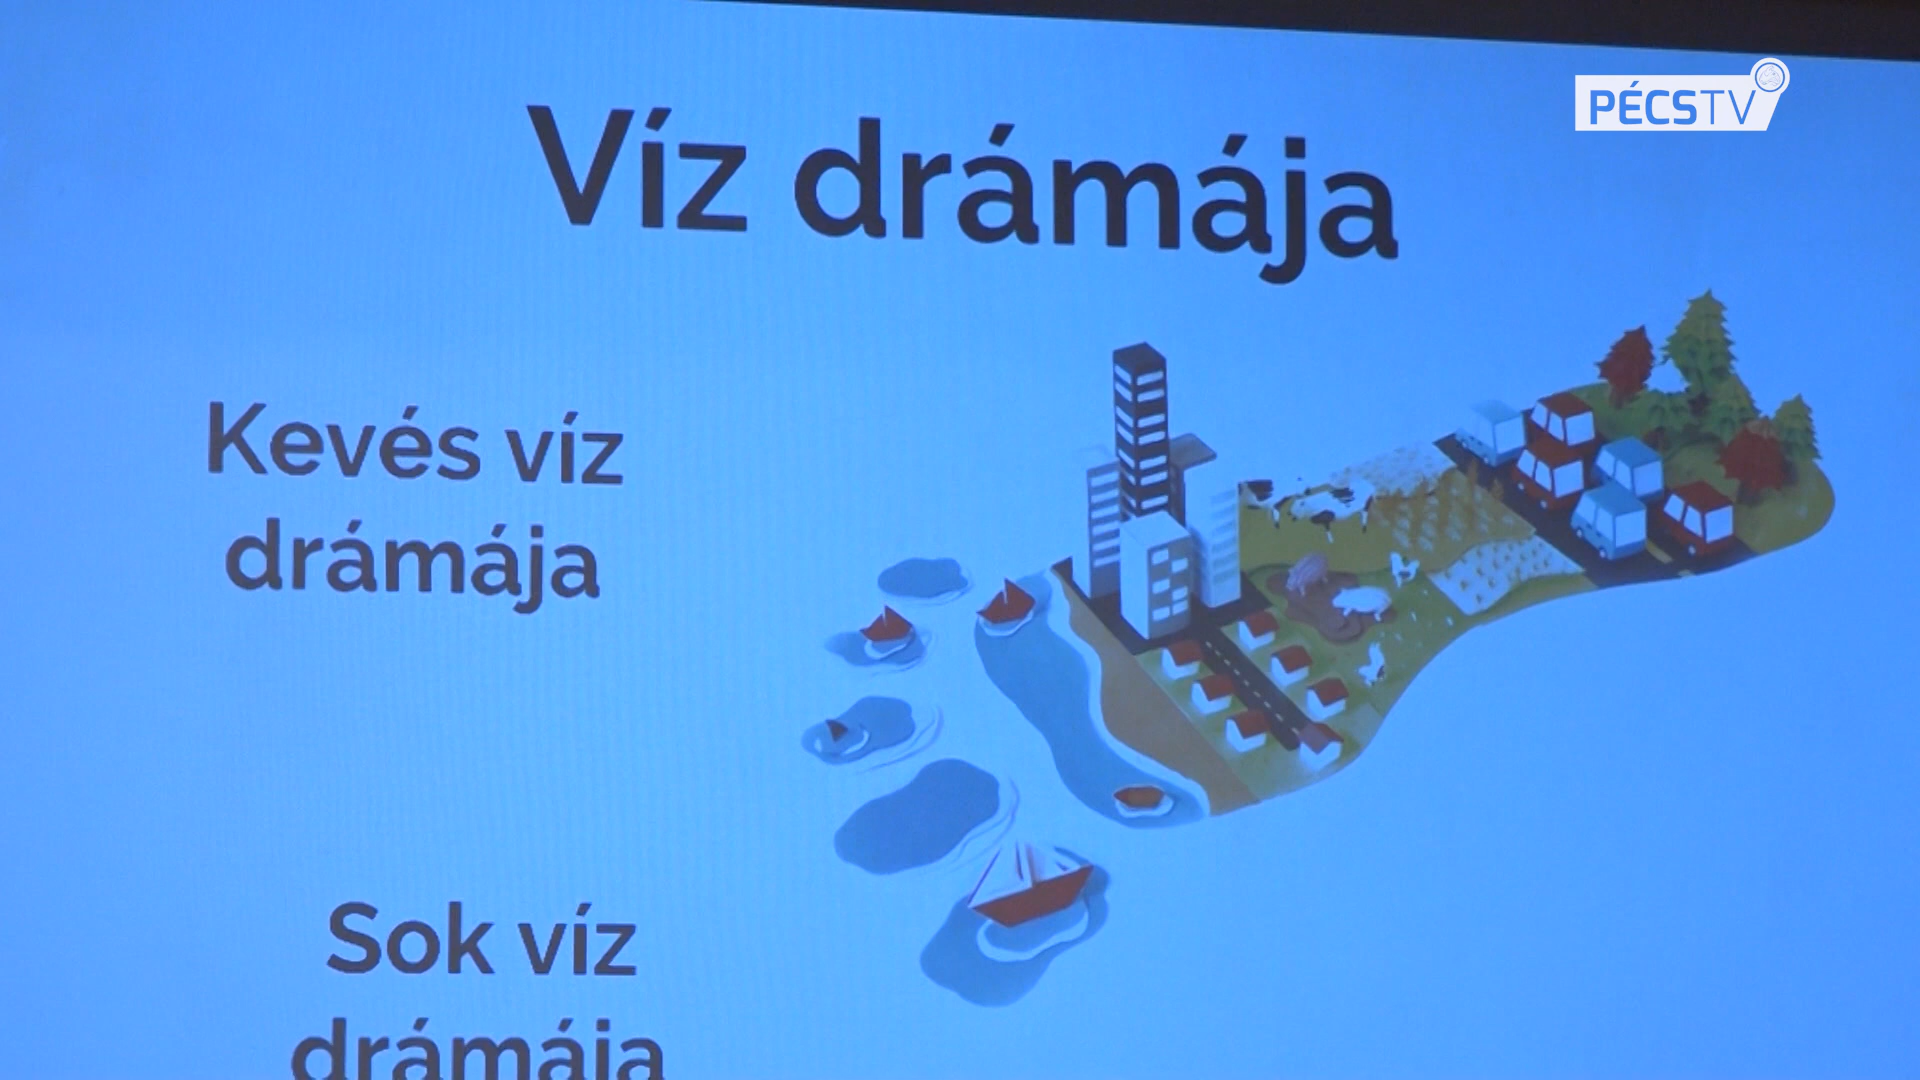 PÉCSTV
Víz drámája
Kevés víz
drámája
Sok víz
drámája